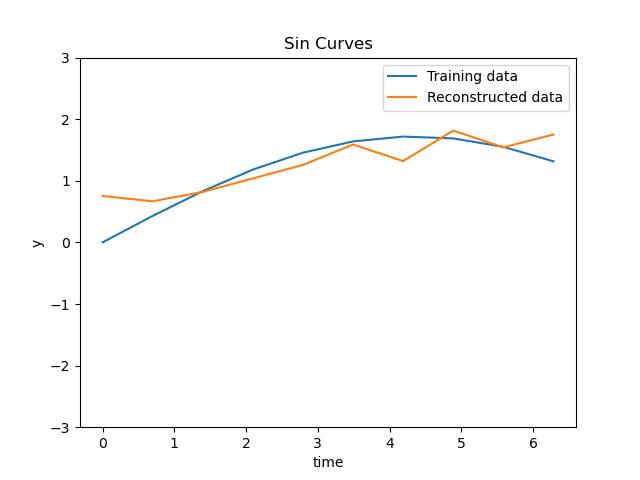 Sin Curves
Training data
Reconstructed data
3
2
1
0
−1
−2
−3
y
0 1 2 3 4 5 6
time